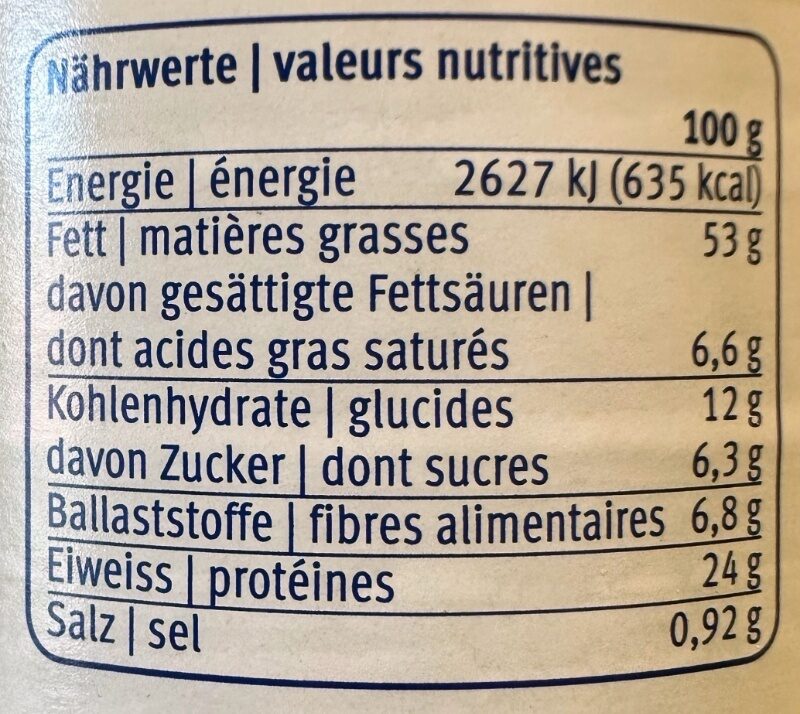 Nährwerte | valeurs nutritives
100 g
Energie | énergie 2627 kJ (635 kcal)
Fett | matières grasses 53 g
davon gesättigte Fettsäuren |
dont acides gras saturés 6,6 g
Kohlenhydrate | glucides 12 g
davon Zucker | dont sucres 6,3 g
Ballaststoffe | fibres alimentaires 6,8 g
Eiweiss | protéines 24 g
Salz | sel 0,92 g